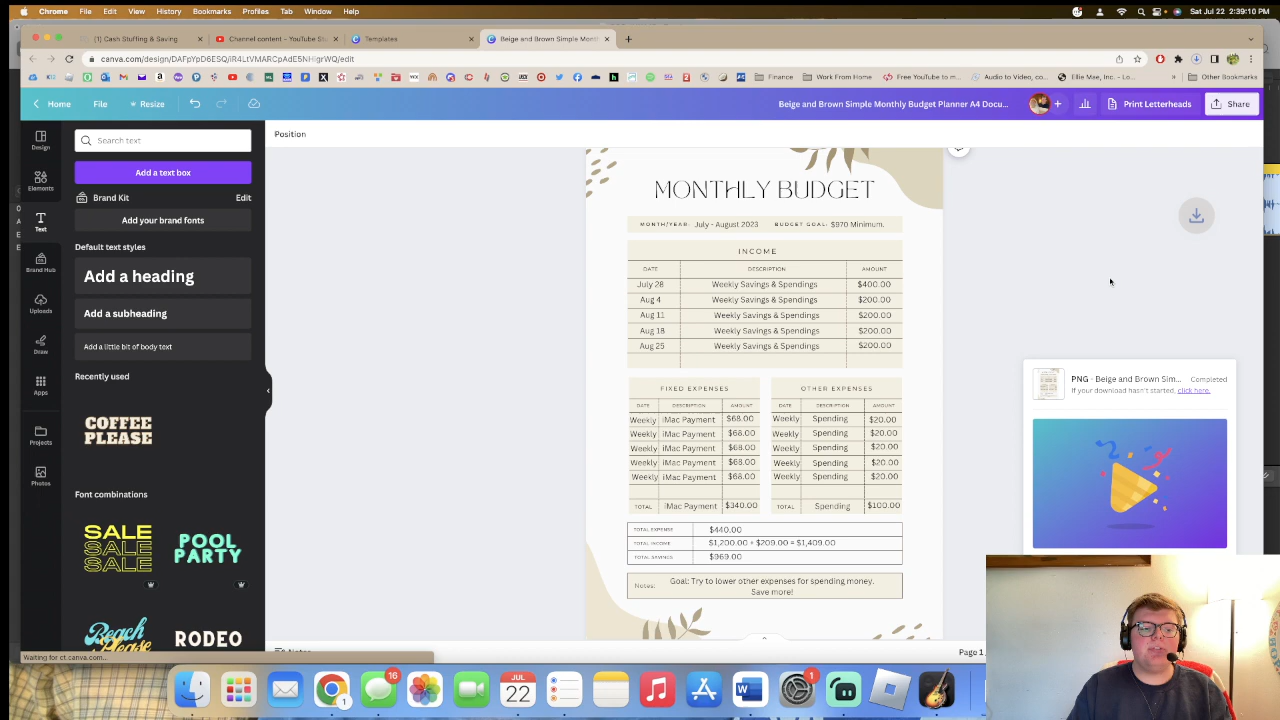 Chrome File Edit View History Bookmarks Profiles Tab Window Help
Sat Jul 22 2:39:10 PM
(1) Cash Stuffing & Saving
Channel content - YouTube Stu
Templates
Beige and Brown Simple Month
canva.com/design/DAFpYpD6ESQ/iR4LtVMARCpAdE5NHigrWQ/edit
Finance
Work From Home
Free YouTube to m...
Audio to Video, co...
Ellie Mae, Inc. - Lo...
Other Bookmarks
Home File Resize
Beige and Brown Simple Monthly Budget Planner A4 Docu...
Print Letterheads
Share
Position
Design
Elements
Text
Brand Hub
Uploads
Draw
Apps
Projects
Photos
Search text
Add a text box
Brand Kit Edit
Add your brand fonts
Default text styles
Add a heading
Add a subheading
Add a little bit of body text
Recently used
COFFEE
PLEASE
Font combinations
SALE
SALE
SALE
POOL
PARTY
Beach
Please
RODEO
Waiting for ct.canva.com...
MONTHLY BUDGET
MONTH/YEAR: July - August 2023 BUDGET GOAL: $970 Minimum.
INCOME
DATE DESCRIPTION AMOUNT
July 28 Weekly Savings & Spendings $400.00
Aug 4 Weekly Savings & Spendings $200.00
Aug 11 Weekly Savings & Spendings $200.00
Aug 18 Weekly Savings & Spendings $200.00
Aug 25 Weekly Savings & Spendings $200.00
FIXED EXPENSES
DATE DESCRIPTION AMOUNT
Weekly iMac Payment $68.00
Weekly iMac Payment $68.00
Weekly iMac Payment $68.00
Weekly iMac Payment $68.00
Weekly iMac Payment $68.00
TOTAL iMac Payment $340.00
OTHER EXPENSES
DATE DESCRIPTION AMOUNT
Weekly Spending $20.00
Weekly Spending $20.00
Weekly Spending $20.00
Weekly Spending $20.00
Weekly Spending $20.00
TOTAL Spending $100.00
TOTAL EXPENSE $440.00
TOTAL INCOME $1,200.00 + $209.00 = $1,409.00
TOTAL SAVINGS $969.00
Notes: Goal: Try to lower other expenses for spending money.
Save more!
PNG - Beige and Brown Sim... Completed
If your download hasn't started, click here.
Notes
Page 1
16
JUL
22
1
1